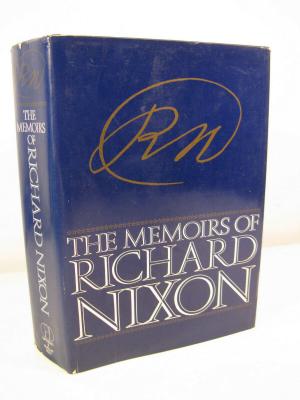 RN
THE MEMOIRS OF
RICHARD
NIXON
RN
THE
MEMOIRS
OF
RICHARD NIXON